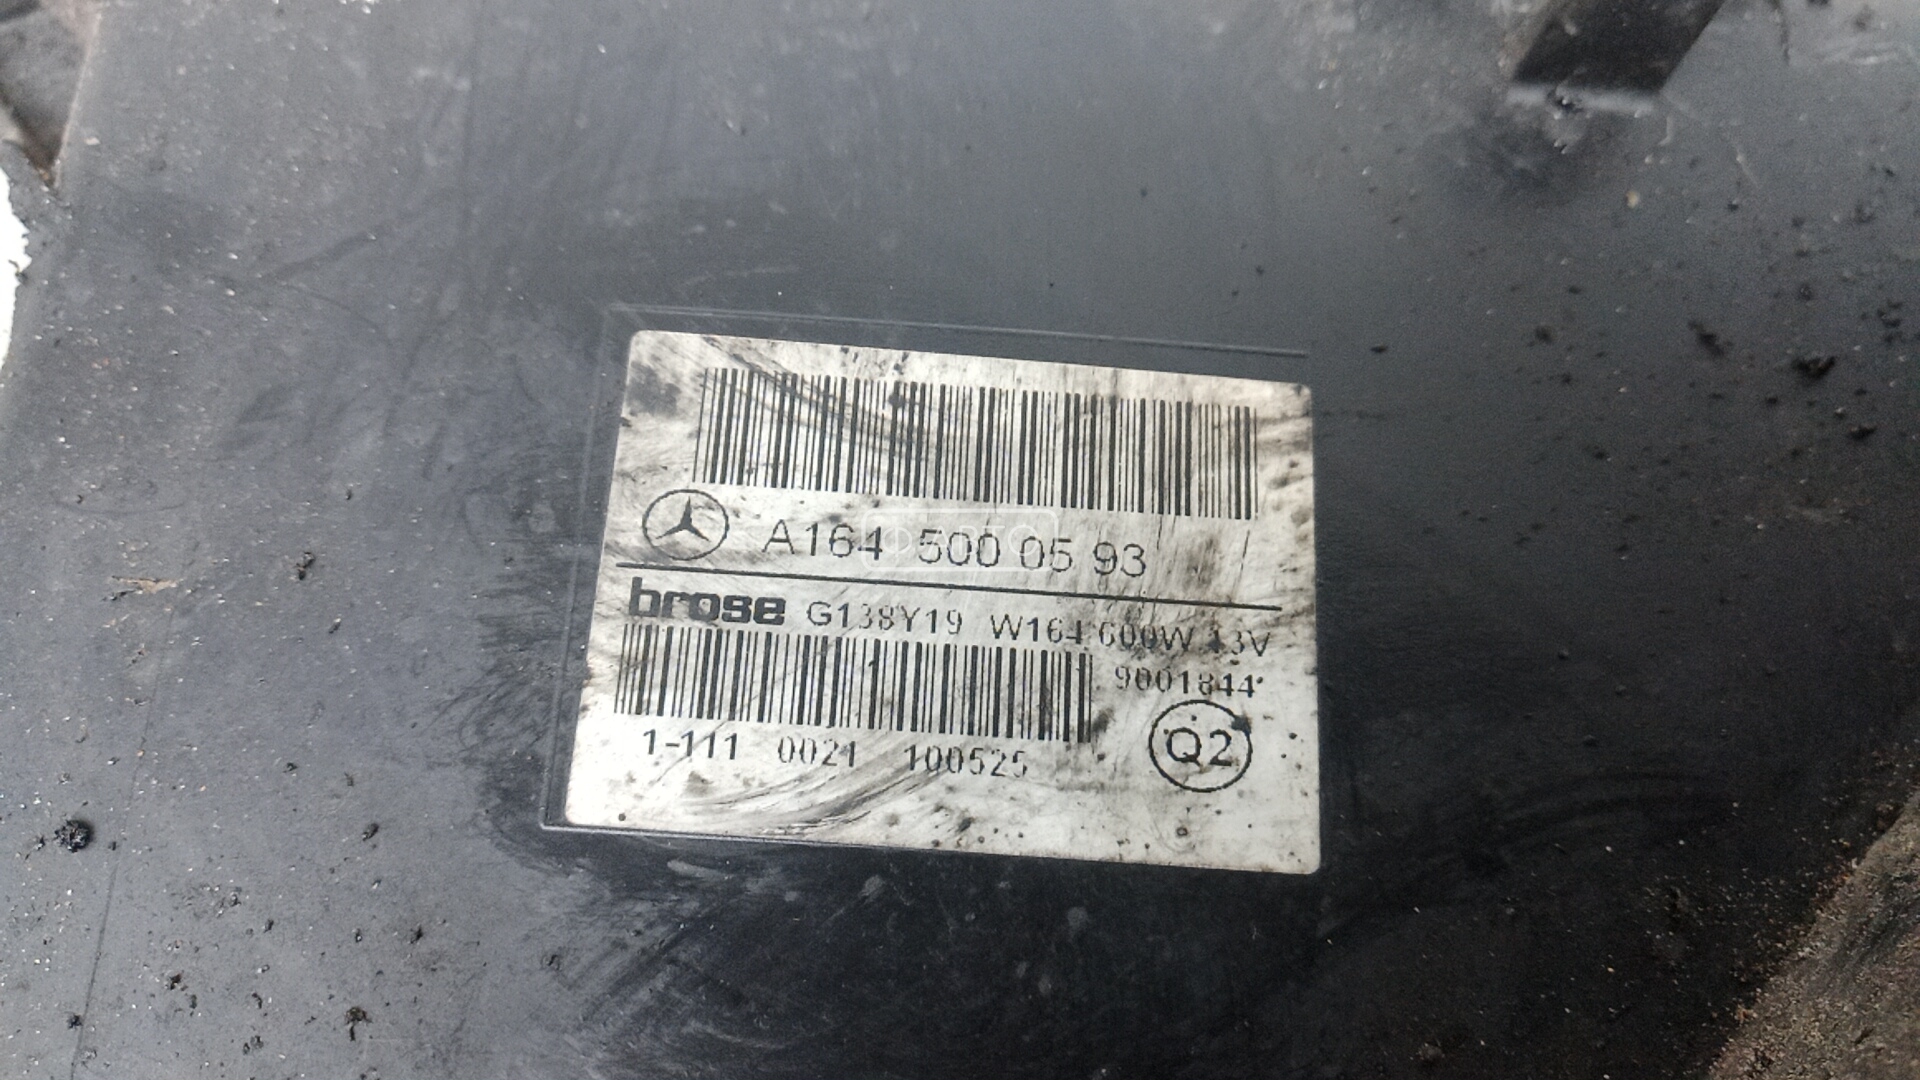 A164 500 05 93
brose G138Y19 W164 600W 13V
9001844
1-111 0021 100525
Q2